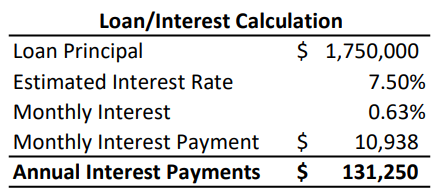 Loan/Interest Calculation
Loan Principal $ 1,750,000
Estimated Interest Rate 7.50%
Monthly Interest 0.63%
Monthly Interest Payment $ 10,938
Annual Interest Payments $ 131,250